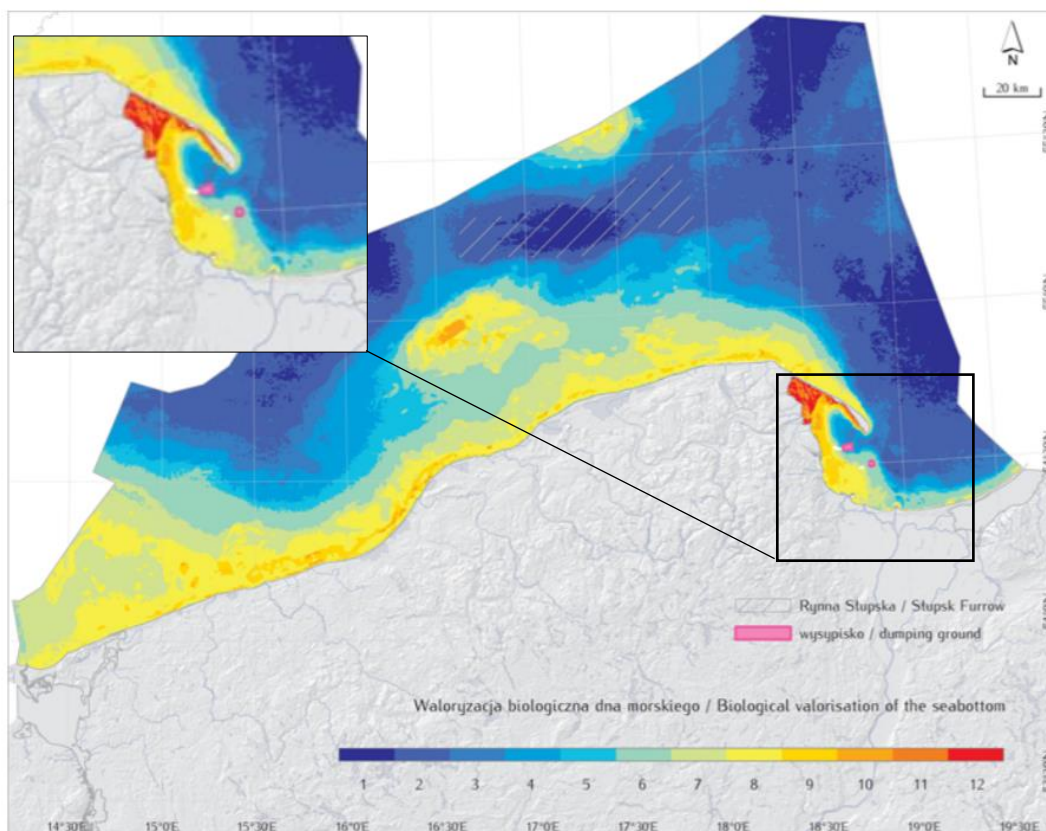 N
20 km
Rynna Słupska / Słupsk Furrow
wysypisko / dumping ground
Waloryzacja biologiczna dna morskiego / Biological valorisation of the seabottom
1 2 3 4 5 6 7 8 9 10 11 12
14°30'E 15°0'E 15°30'E 16°0'E 16°30'E 17°0'E 17°30'E 18°0'E 18°30'E 19°0'E 19°30'E